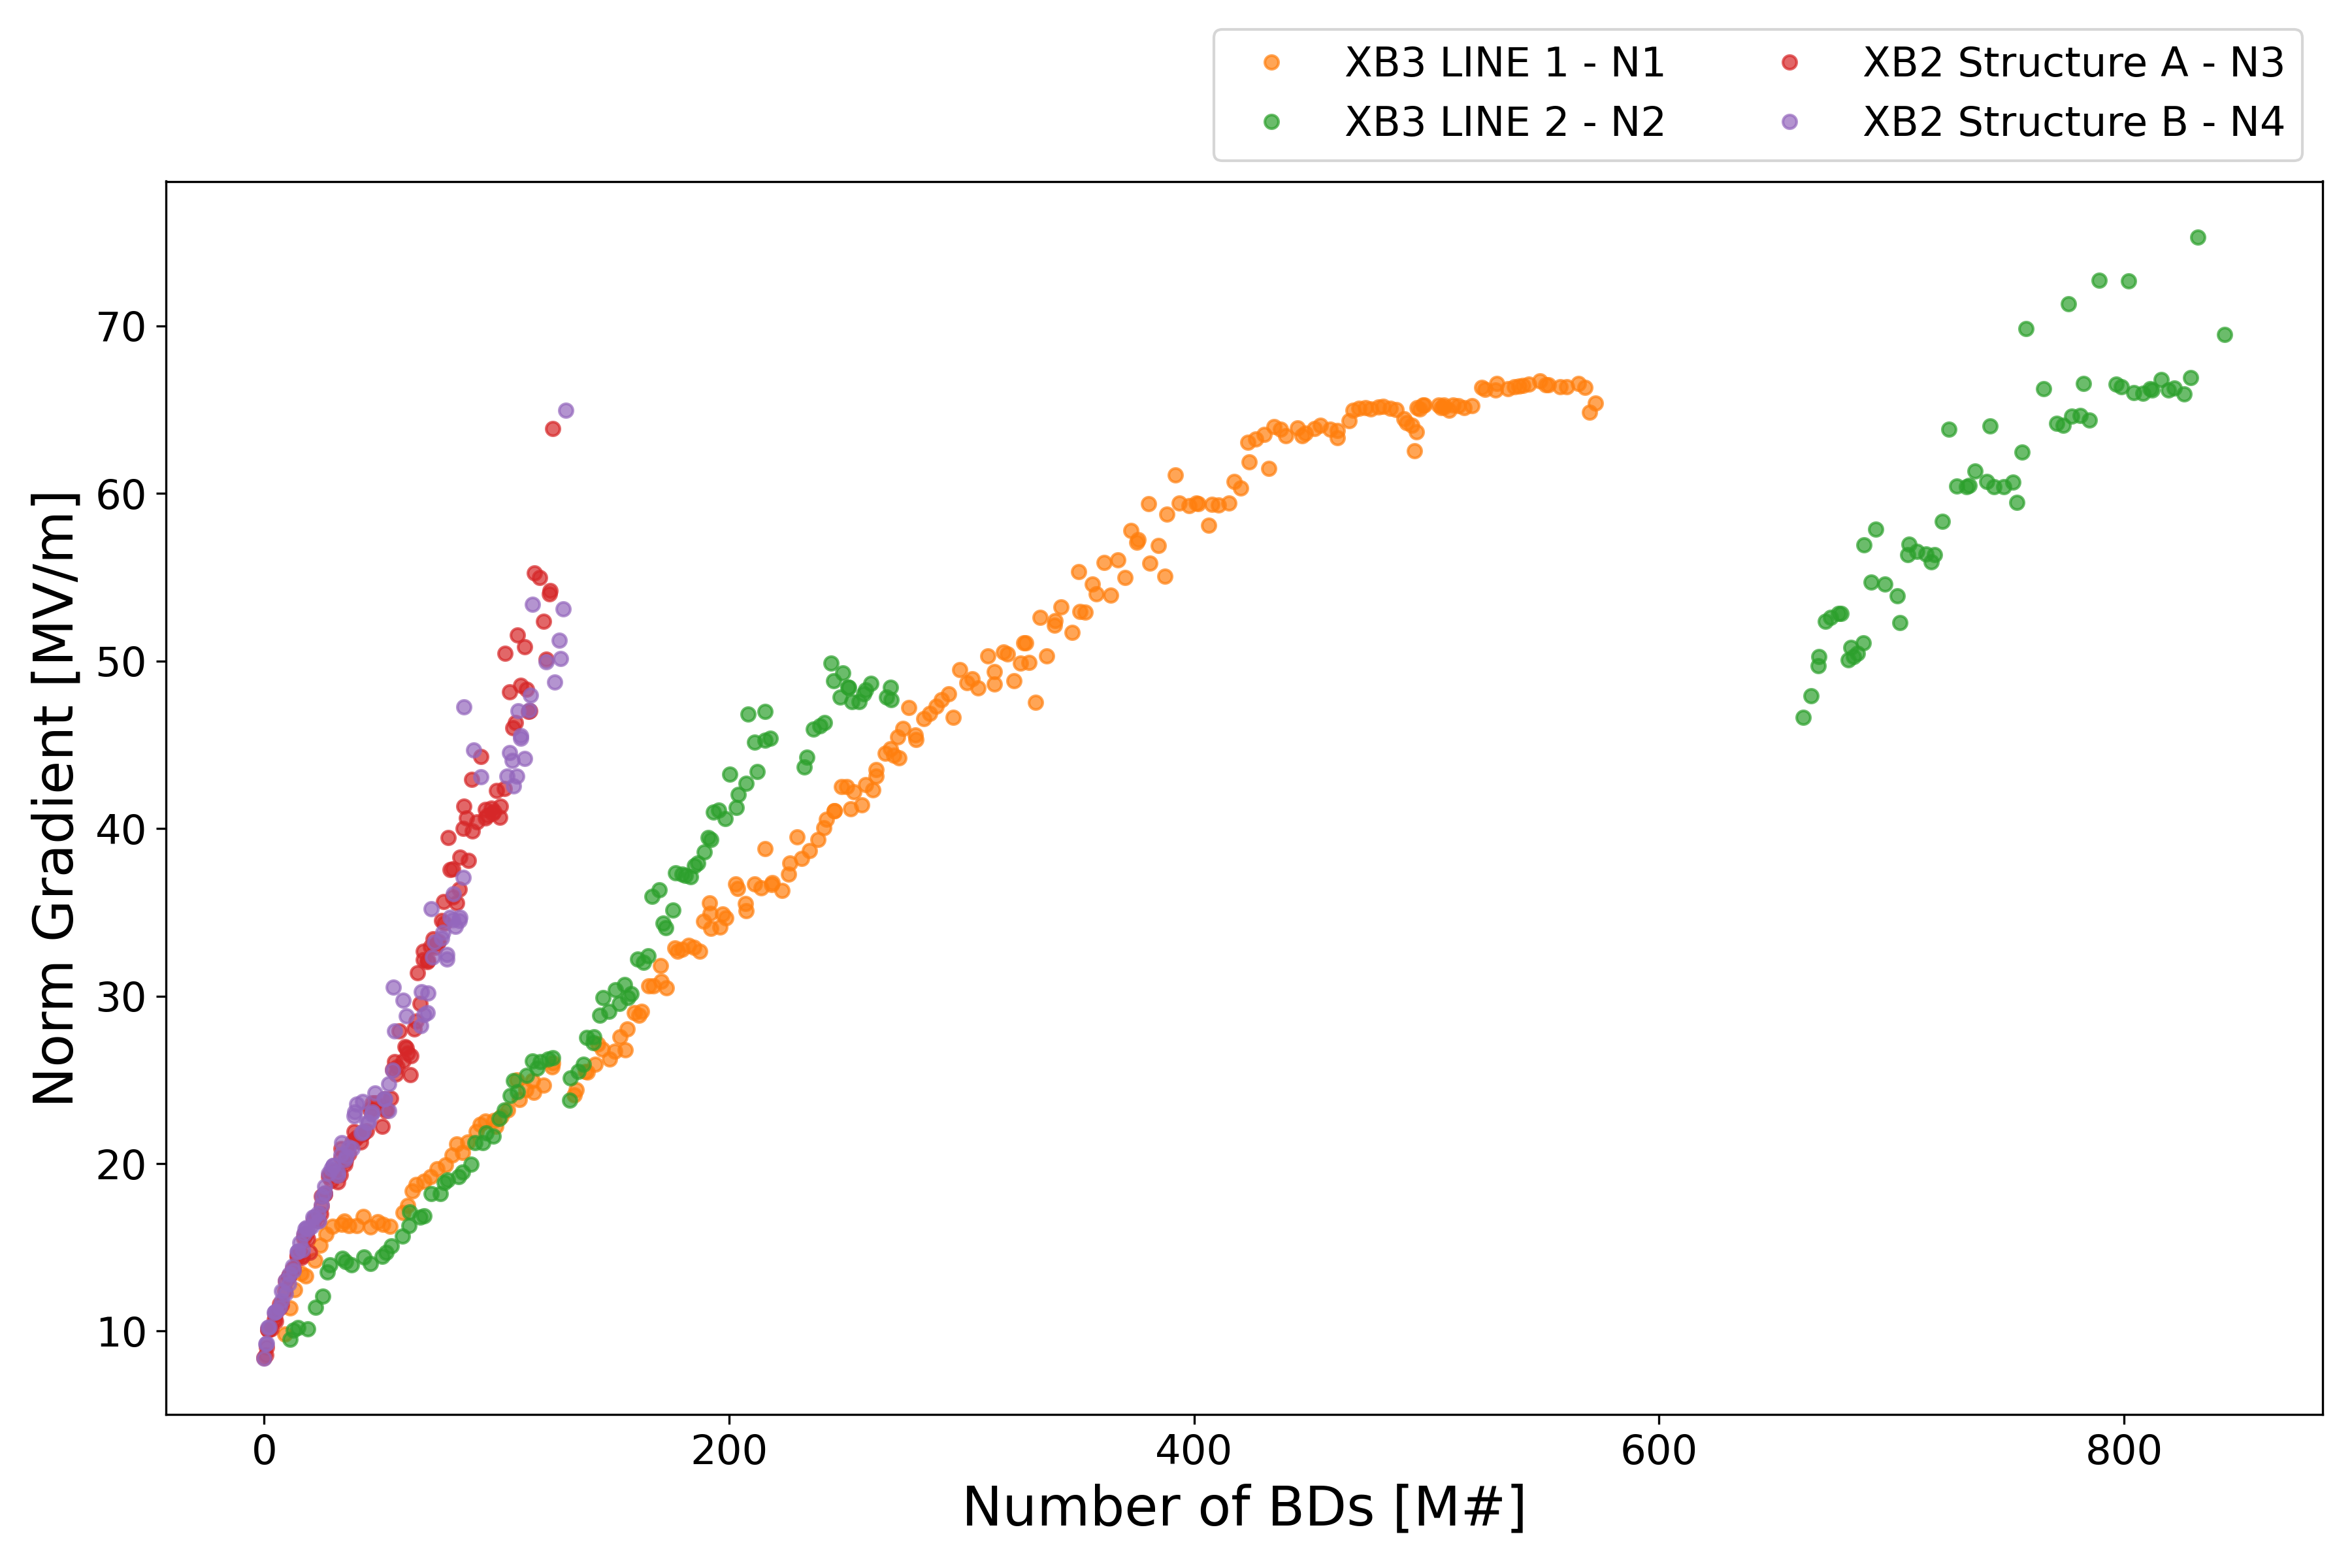 XB3 LINE 1 - N1
XB3 LINE 2 - N2
XB2 Structure A - N3
XB2 Structure B - N4
Norm Gradient [MV/m]
70
60
50
40
30
20
10
0 200 400 600 800
Number of BDs [M#]